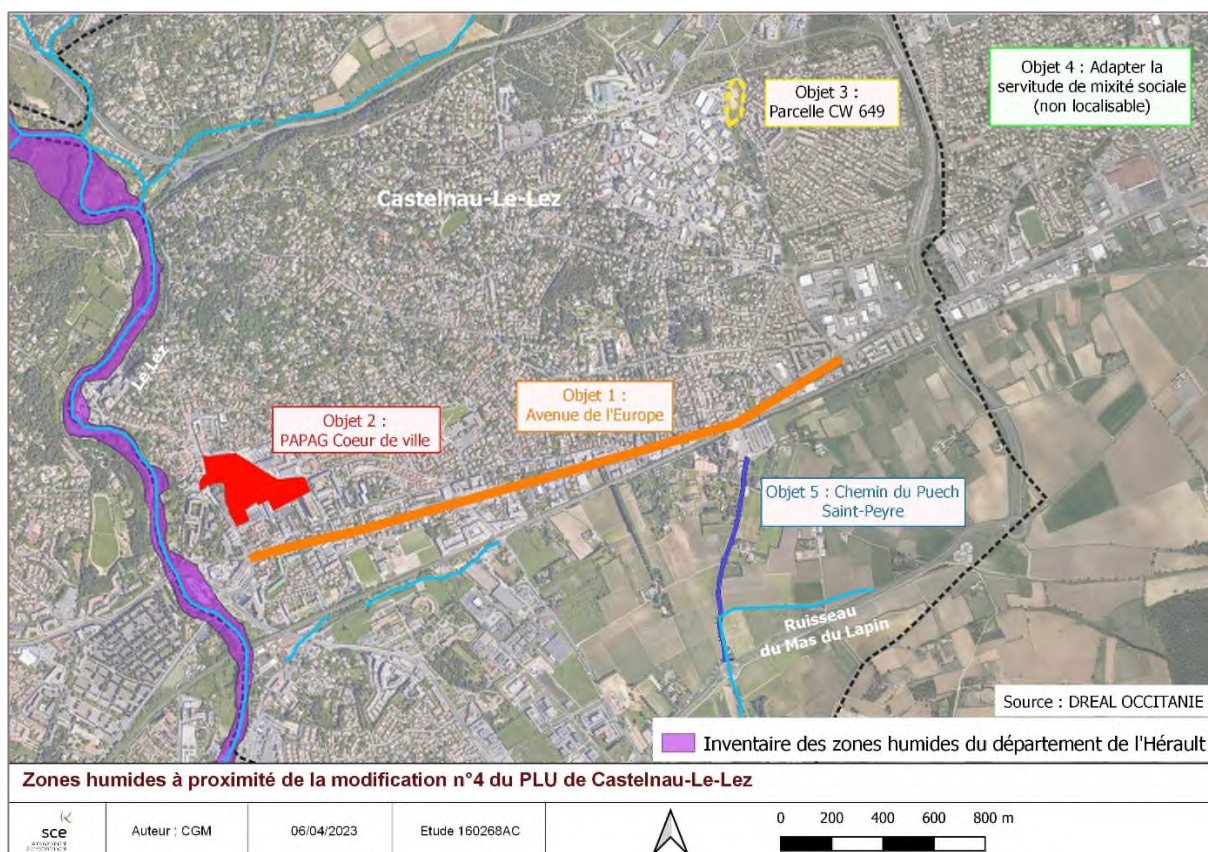 Objet 4 : Adapter la
servitude de mixité sociale
(non localisable)
Objet 3 :
Parcelle CW 649
Castelnau-Le-Lez
Le Lez
Objet 1 :
Avenue de l'Europe
Objet 2 :
PAPAG Coeur de ville
Objet 5 : Chemin du Puech
Saint-Peyre
Ruisseau
du Mas du Lapin
Source : DREAL OCCITANIE
Inventaire des zones humides du département de l'Hérault
Zones humides à proximité de la modification n°4 du PLU de Castelnau-Le-Lez
sce
Auteur : CGM
06/04/2023
Etude 160268AC
0 200 400 600 800 m